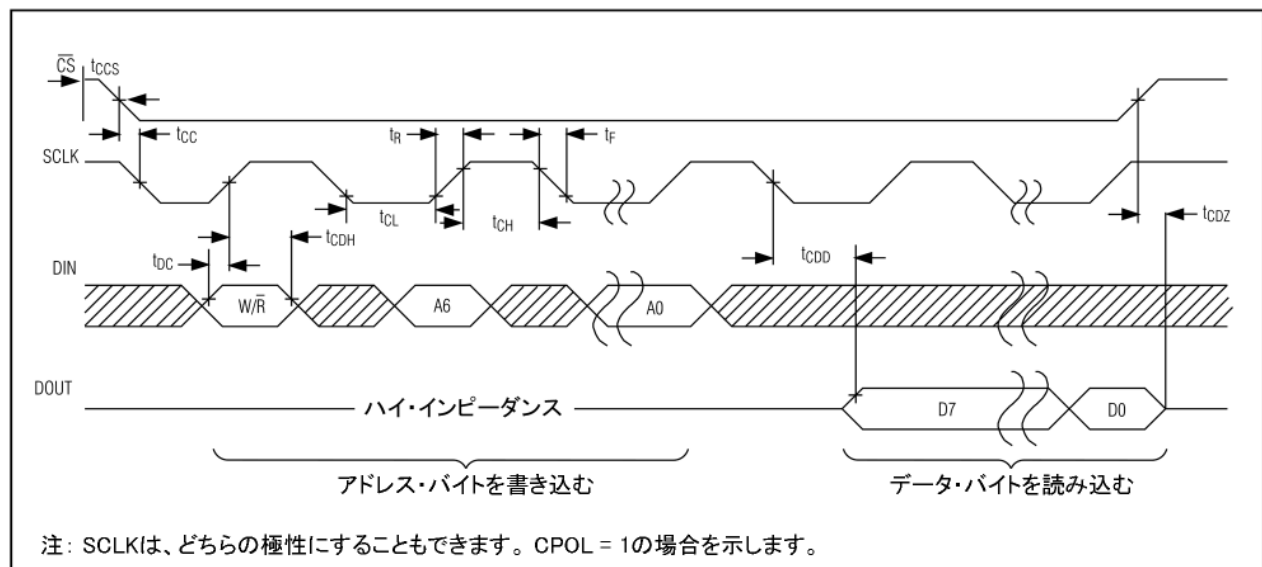 CS tCCS
tCC
tR
tF
SCLK
tCL
tCH
tCDZ
tCDH
tDC
tCDD
DIN
W/R
A6
A0
DOUT
ハイ・インピーダンス
D7
D0
アドレス・バイトを書き込む
データ・バイトを読み込む
注: SCLKは、どちらの極性にすることもできます。CPOL = 1の場合を示します。